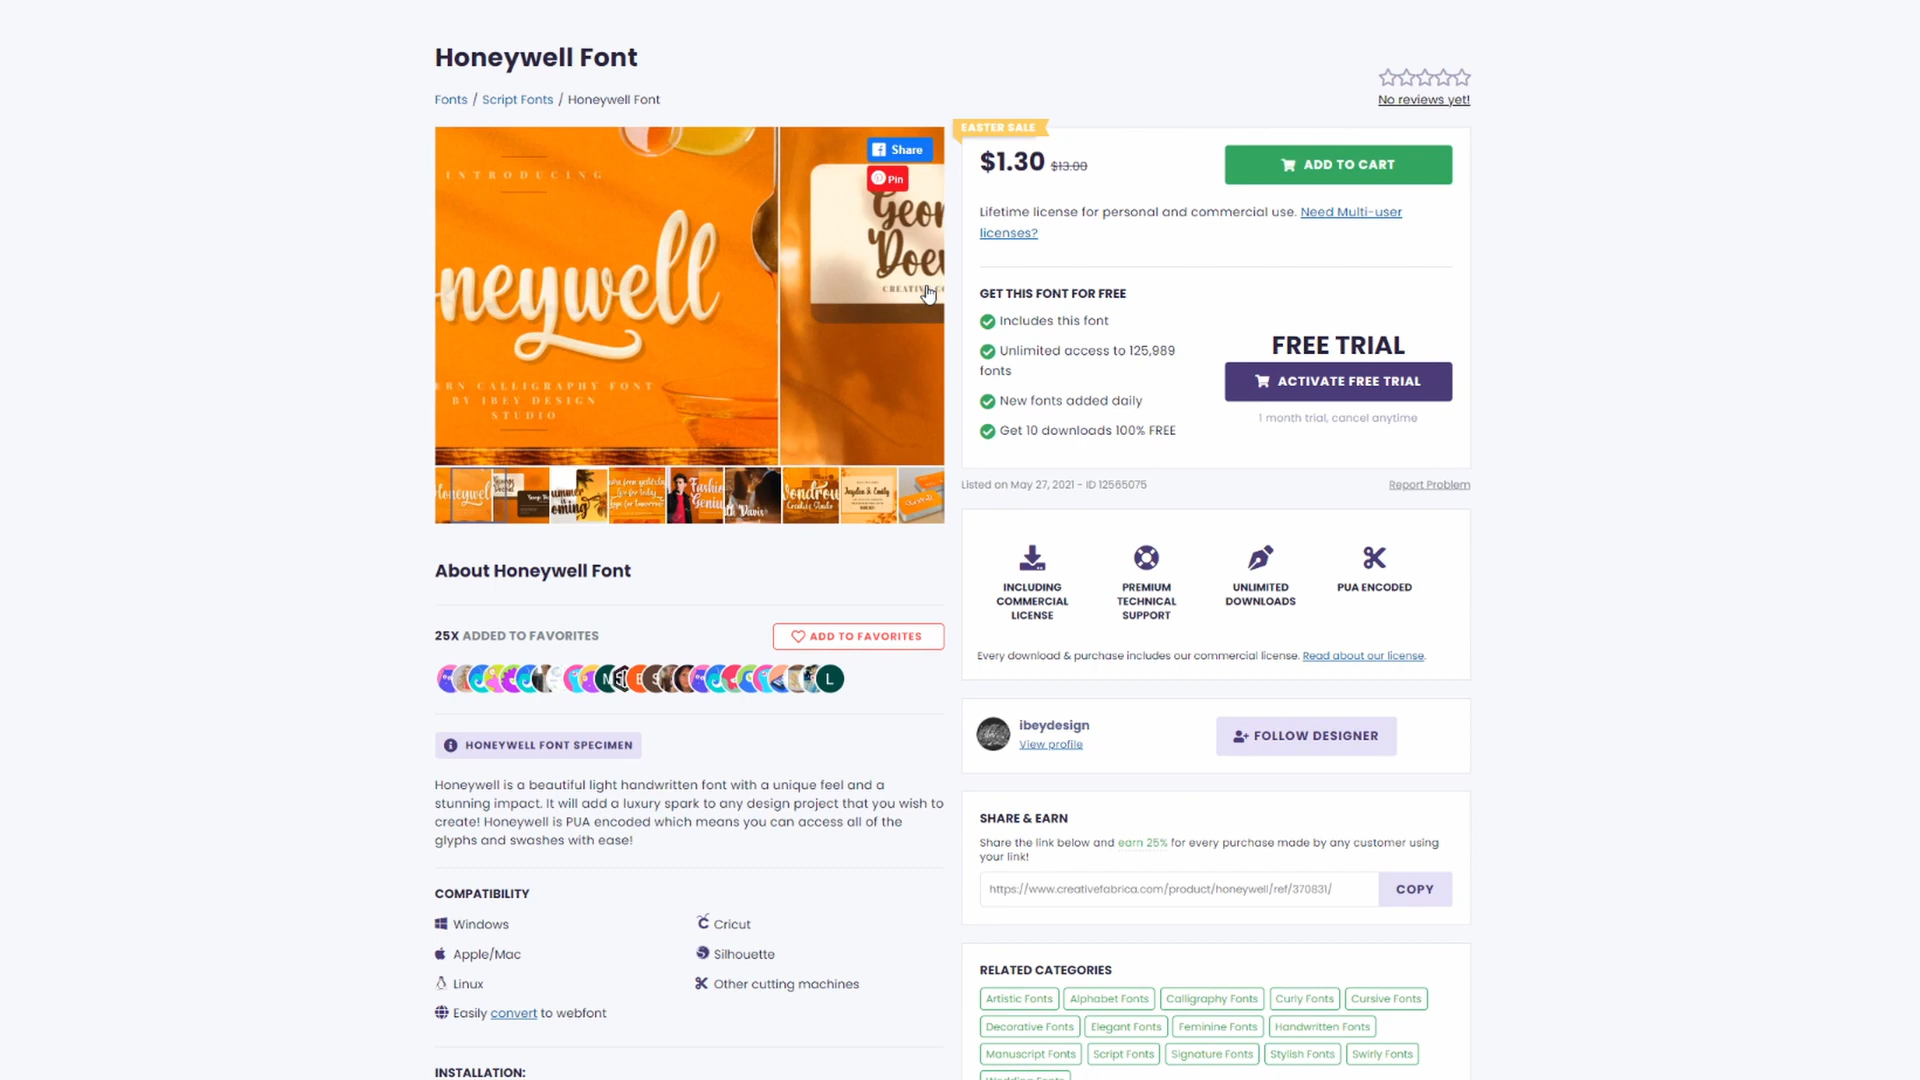 Honeywell Font
Fonts / Script Fonts / Honeywell Font
No reviews yet!
INTRODUCING
neywell
ERN CALLIGRAPHY FONT
BY IBEY DESIGN
STUDIO
Share
Pin
Geor
Doe
CREATIV
EASTER SALE
$1.30 $13.00
ADD TO CART
Lifetime license for personal and commercial use. Need Multi-user
licenses?
GET THIS FONT FOR FREE
Includes this font
Unlimited access to 125,989
fonts
New fonts added daily
Get 10 downloads 100% FREE
FREE TRIAL
ACTIVATE FREE TRIAL
1 month trial, cancel anytime
Listed on May 27, 2021 - ID 12565075
Report Problem
About Honeywell Font
25X ADDED TO FAVORITES
ADD TO FAVORITES
L
HONEYWELL FONT SPECIMEN
Honeywell is a beautiful light handwritten font with a unique feel and a
stunning impact. It will add a luxury spark to any design project that you wish to
create! Honeywell is PUA encoded which means you can access all of the
glyphs and swashes with ease!
COMPATIBILITY
Windows
Apple/Mac
Linux
Easily convert to webfont
Cricut
Silhouette
Other cutting machines
INSTALLATION:
INCLUDING
COMMERCIAL
LICENSE
PREMIUM
TECHNICAL
SUPPORT
UNLIMITED
DOWNLOADS
PUA ENCODED
Every download & purchase includes our commercial license. Read about our license.
ibeydesign
View profile
FOLLOW DESIGNER
SHARE & EARN
Share the link below and earn 25% for every purchase made by any customer using
your link!
https://www.creativefabrica.com/product/honeywell/ref/370831/
COPY
RELATED CATEGORIES
Artistic Fonts Alphabet Fonts Calligraphy Fonts Curly Fonts Cursive Fonts
Decorative Fonts Elegant Fonts Feminine Fonts Handwritten Fonts
Manuscript Fonts Script Fonts Signature Fonts Stylish Fonts Swirly Fonts
Wedding Fonts